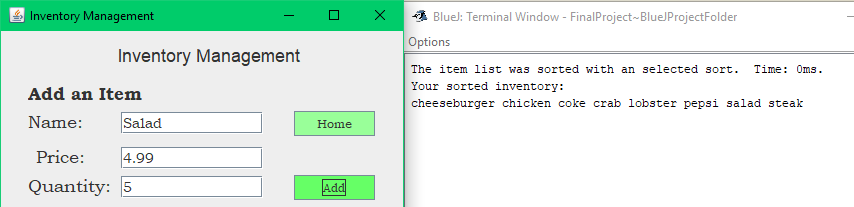 Inventory Management
Inventory Management
Add an Item
Name: Salad Home
Price: 4.99
Quantity: 5 Add
BlueJ: Terminal Window - FinalProject~BlueJProjectFolder
Options
The item list was sorted with an selected sort.  Time: 0ms.
Your sorted inventory:
cheeseburger chicken coke crab lobster pepsi salad steak